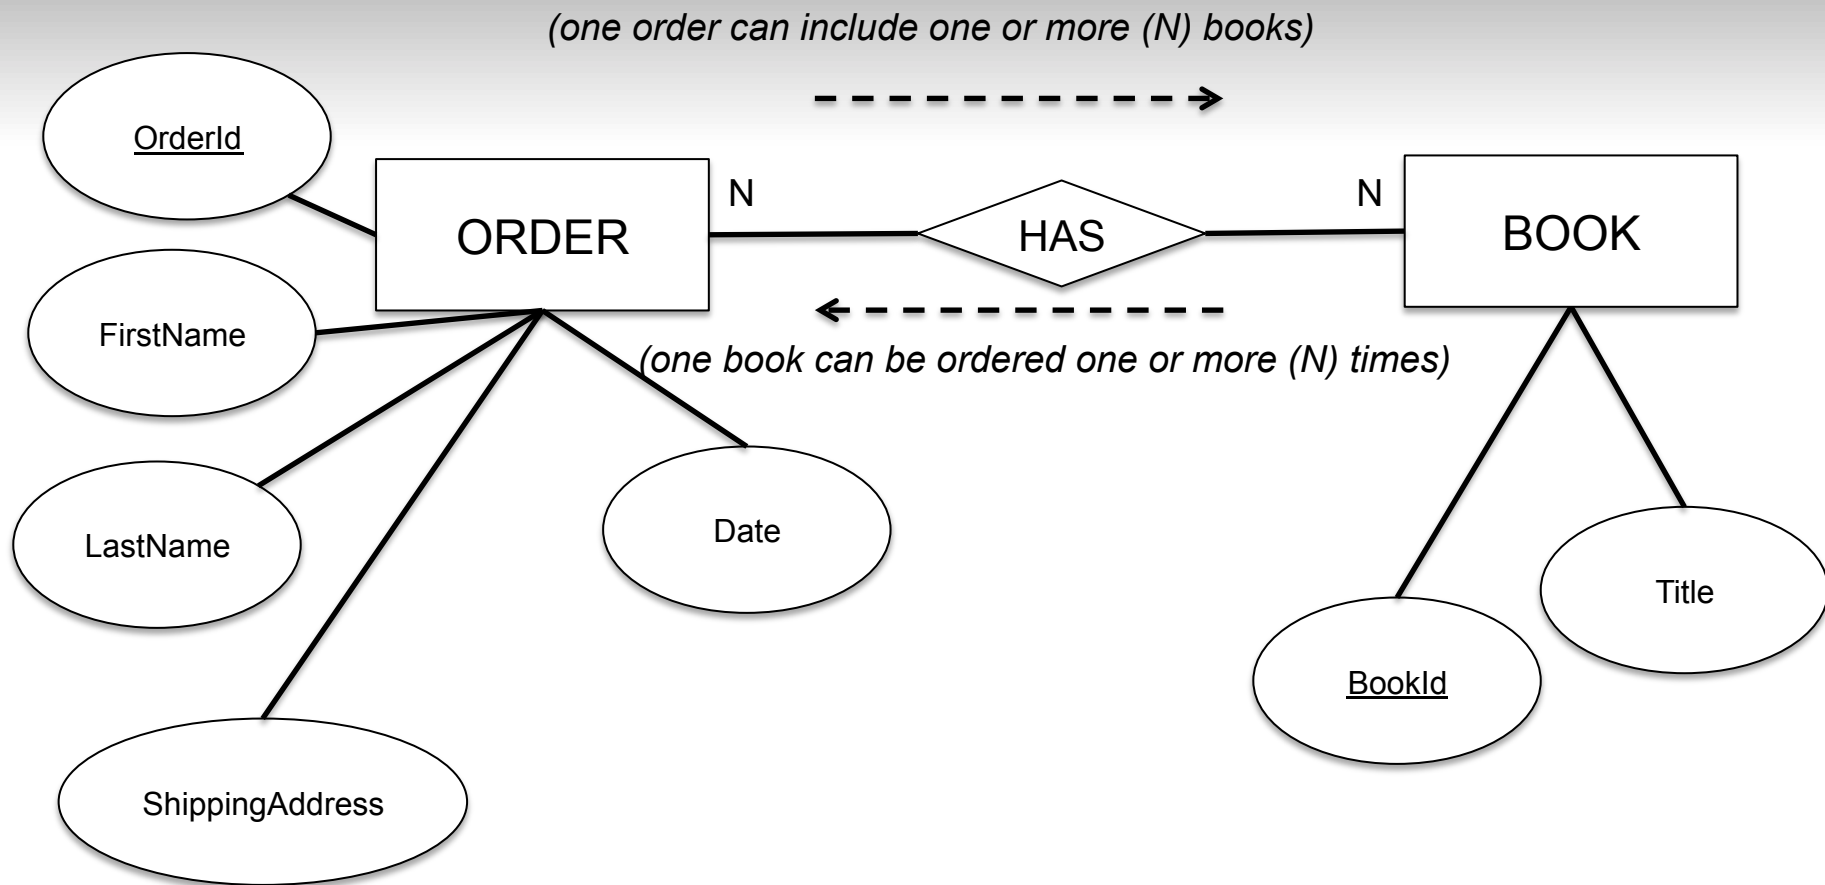 (one order can include one or more (N) books)
OrderId
ORDER
N
HAS
N
BOOK
FirstName
(one book can be ordered one or more (N) times)
LastName
Date
Title
BookId
ShippingAddress